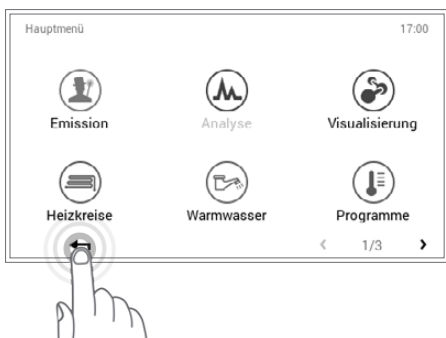 Hauptmenü 17:00
Emission Analyse Visualisierung
Heizkreise Warmwasser Programme
1/3